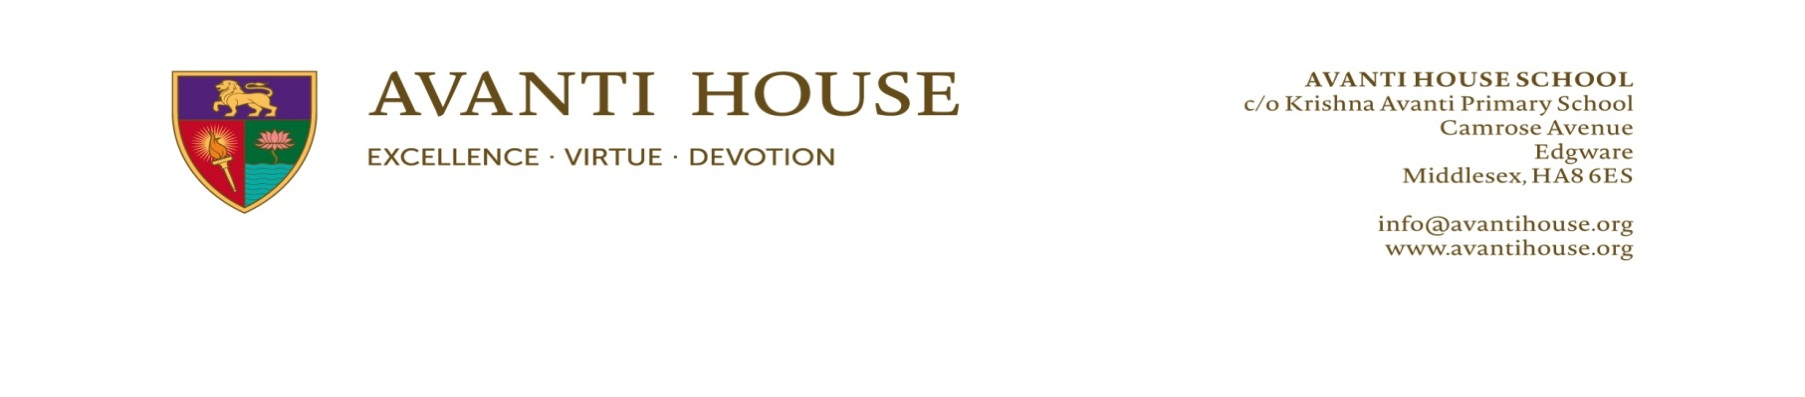 AVANTI HOUSE
EXCELLENCE · VIRTUE · DEVOTION
AVANTI HOUSE SCHOOL
c/o Krishna Avanti Primary School
Camrose Avenue
Edgware
Middlesex, HA8 6ES
info@avantihouse.org
www.avantihouse.org